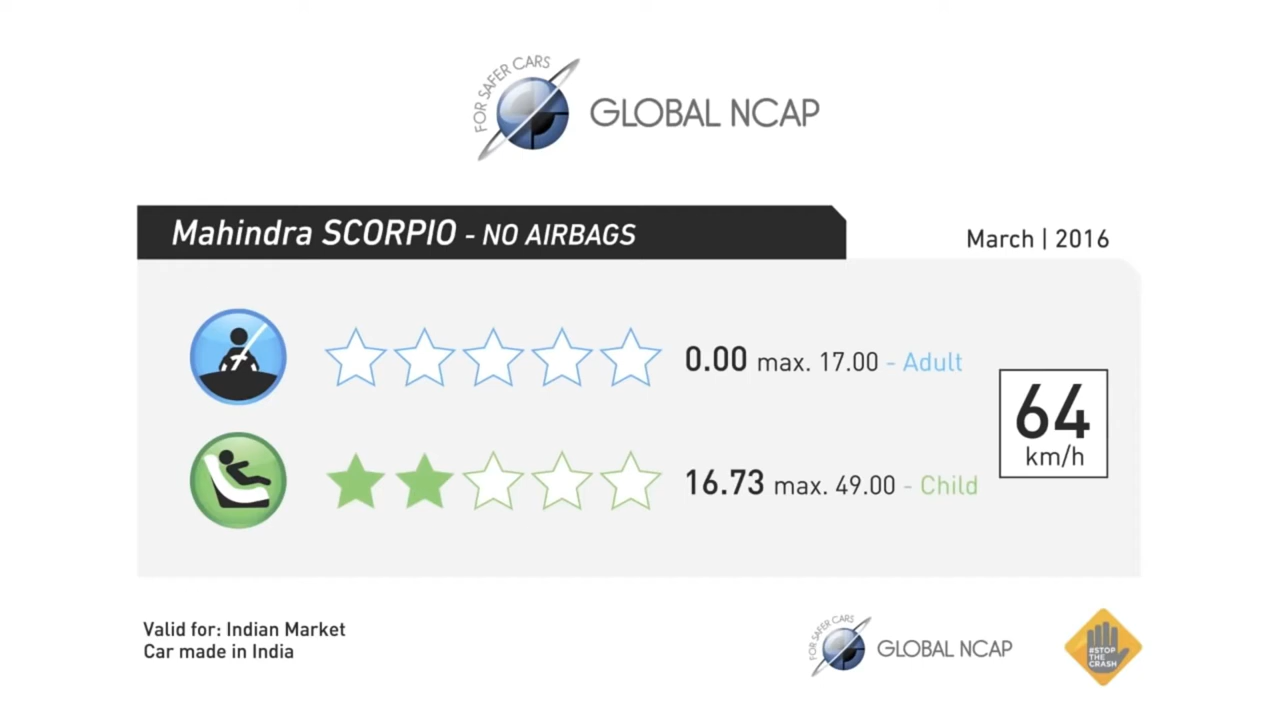 FOR SAFER CARS
GLOBAL NCAP
Mahindra SCORPIO - NO AIRBAGS
March | 2016
0.00 max. 17.00 - Adult
16.73 max. 49.00 - Child
64
km/h
Valid for: Indian Market
Car made in India
FOR SAFER CARS
GLOBAL NCAP
#STOP
THE
CRASH